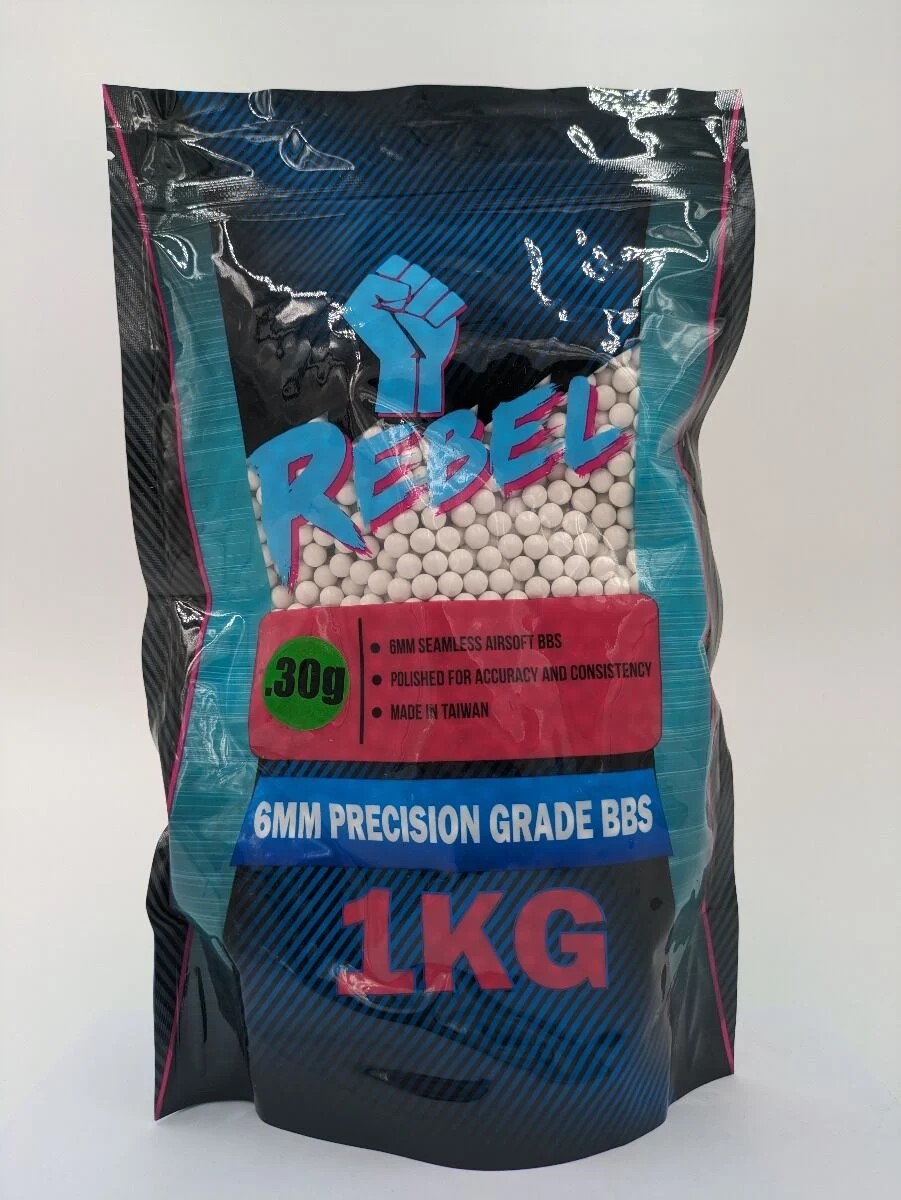 REBEL
.30g
• 6MM SEAMLESS AIRSOFT BBS
• POLISHED FOR ACCURACY AND CONSISTENCY
• MADE IN TAIWAN
6MM PRECISION GRADE BBS
1KG